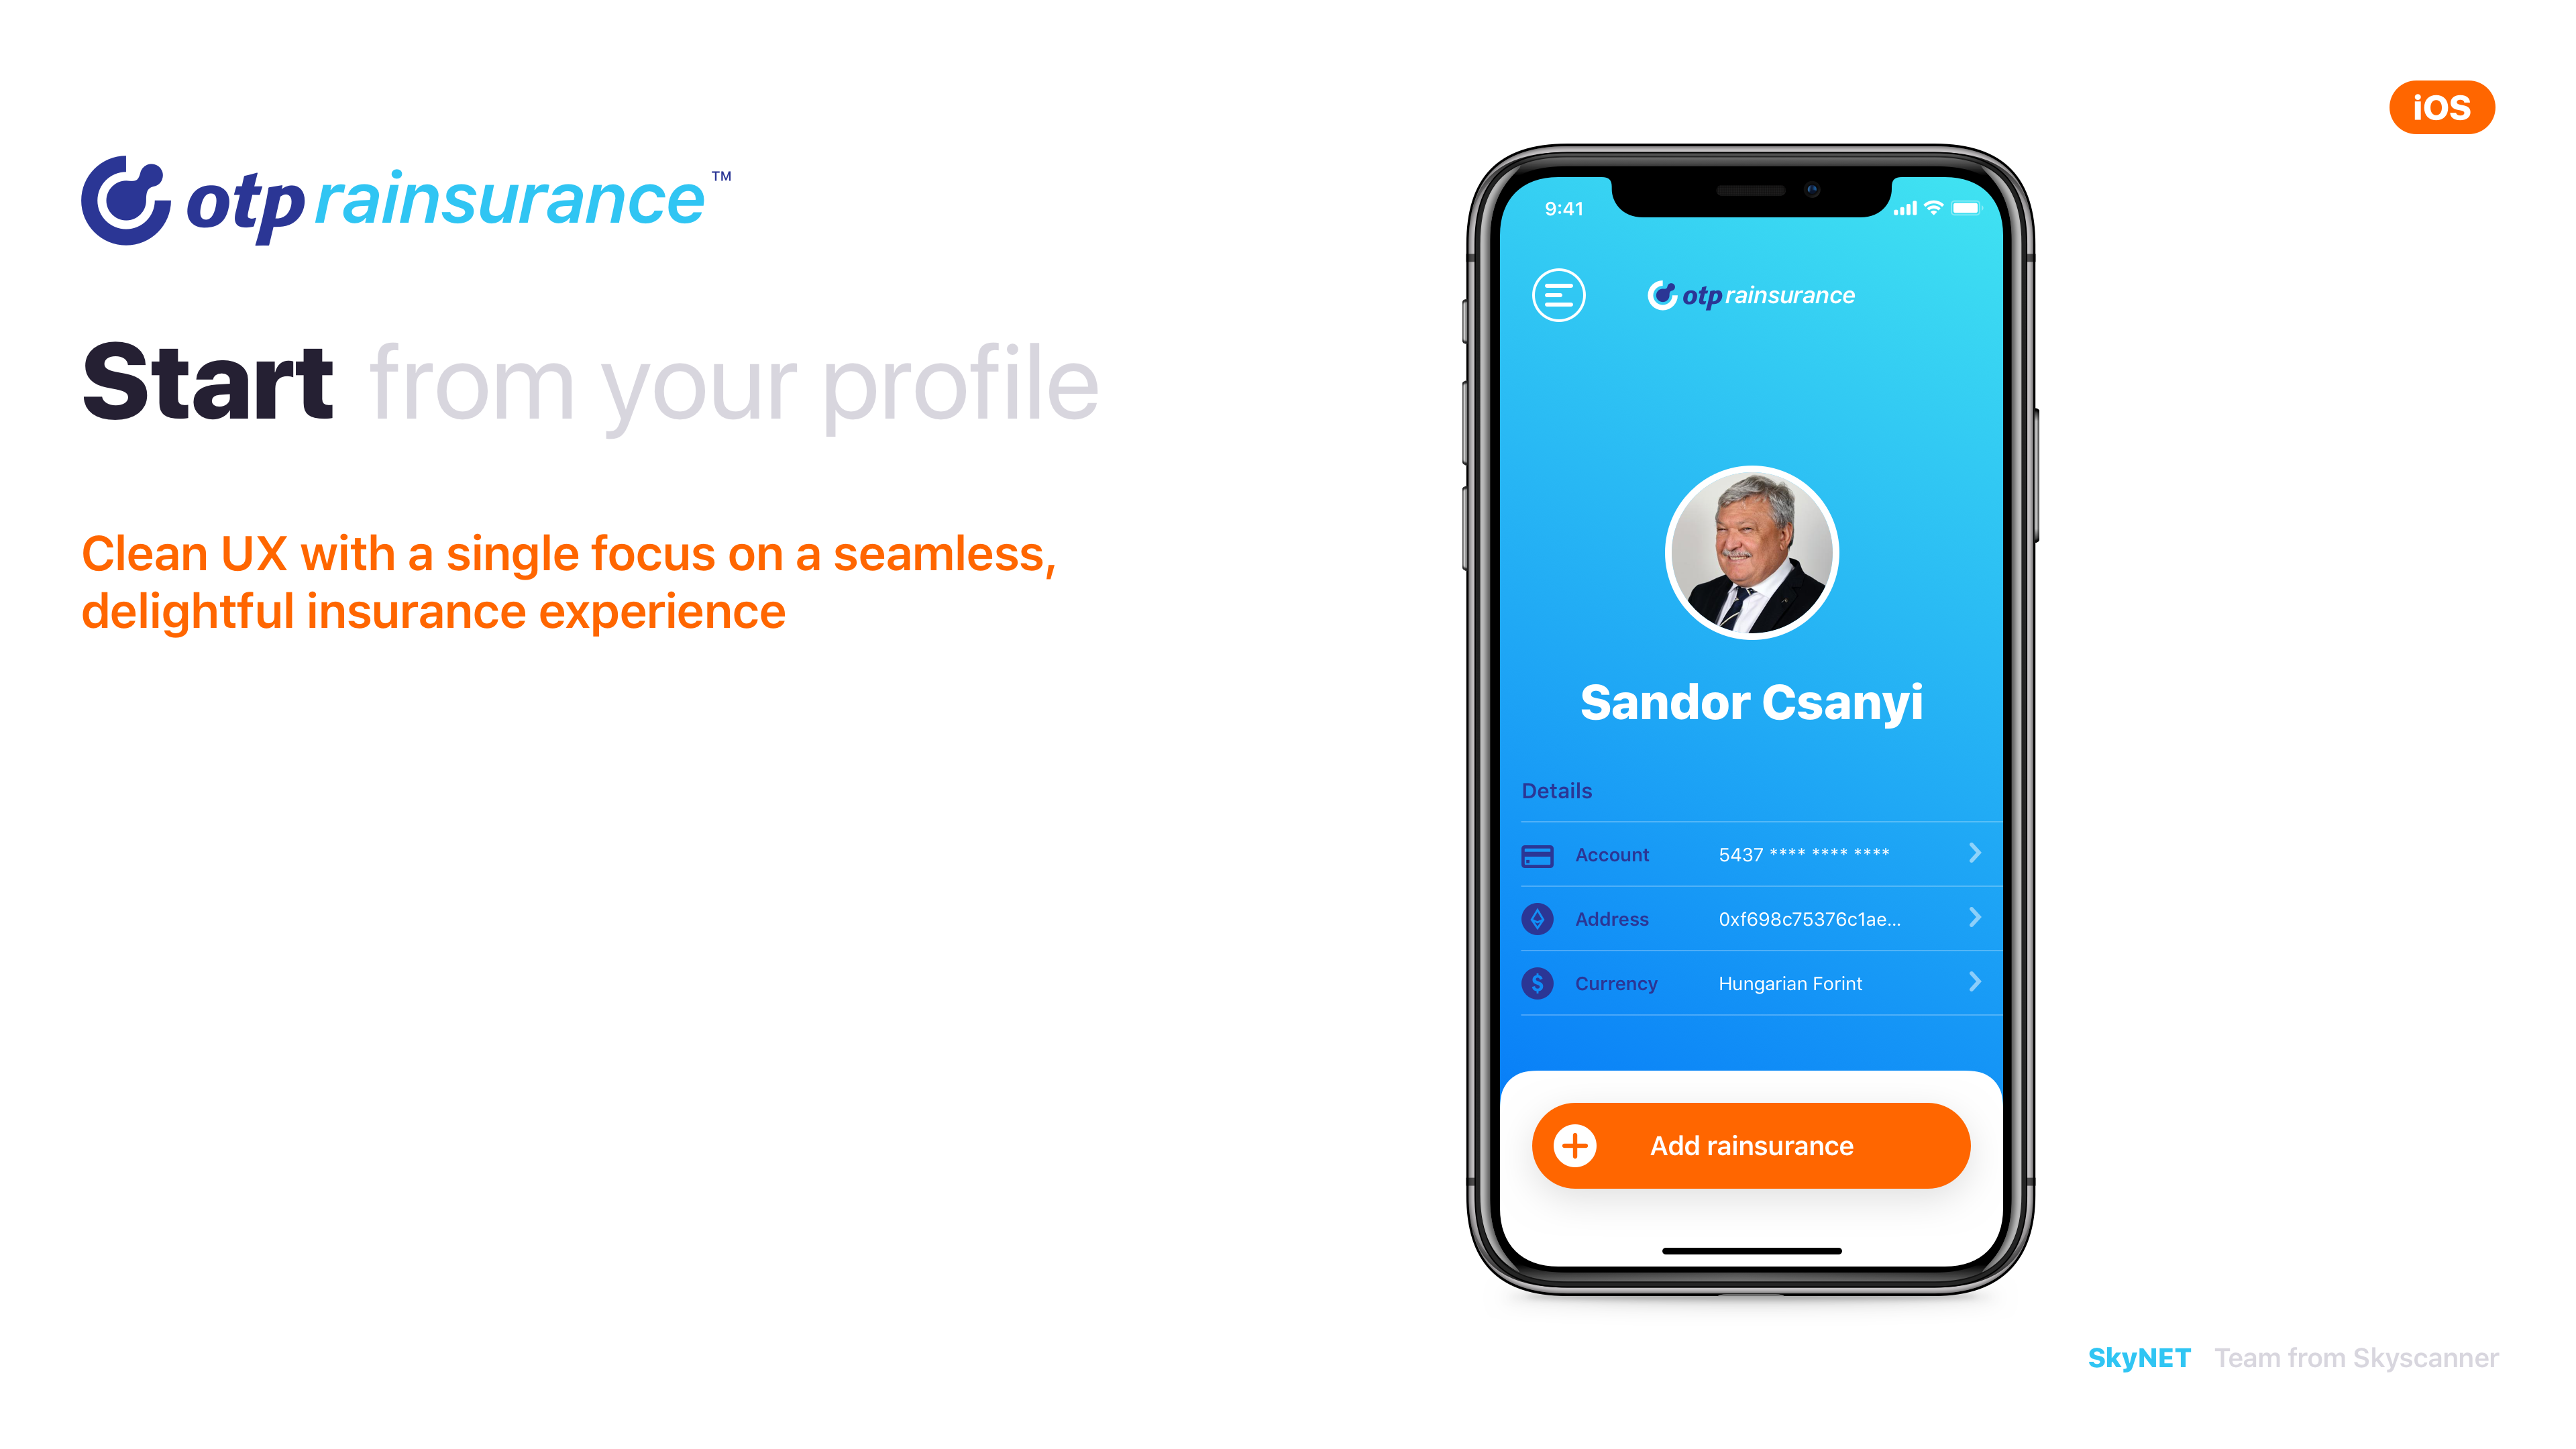 otp rainsurance™
Start from your profile
Clean UX with a single focus on a seamless,
delightful insurance experience
iOS
9:41
otp rainsurance
Sandor Csanyi
Details
Account 5437 **** **** ****
Address 0xf698c75376c1ae...
Currency Hungarian Forint
Add rainsurance
SkyNET Team from Skyscanner